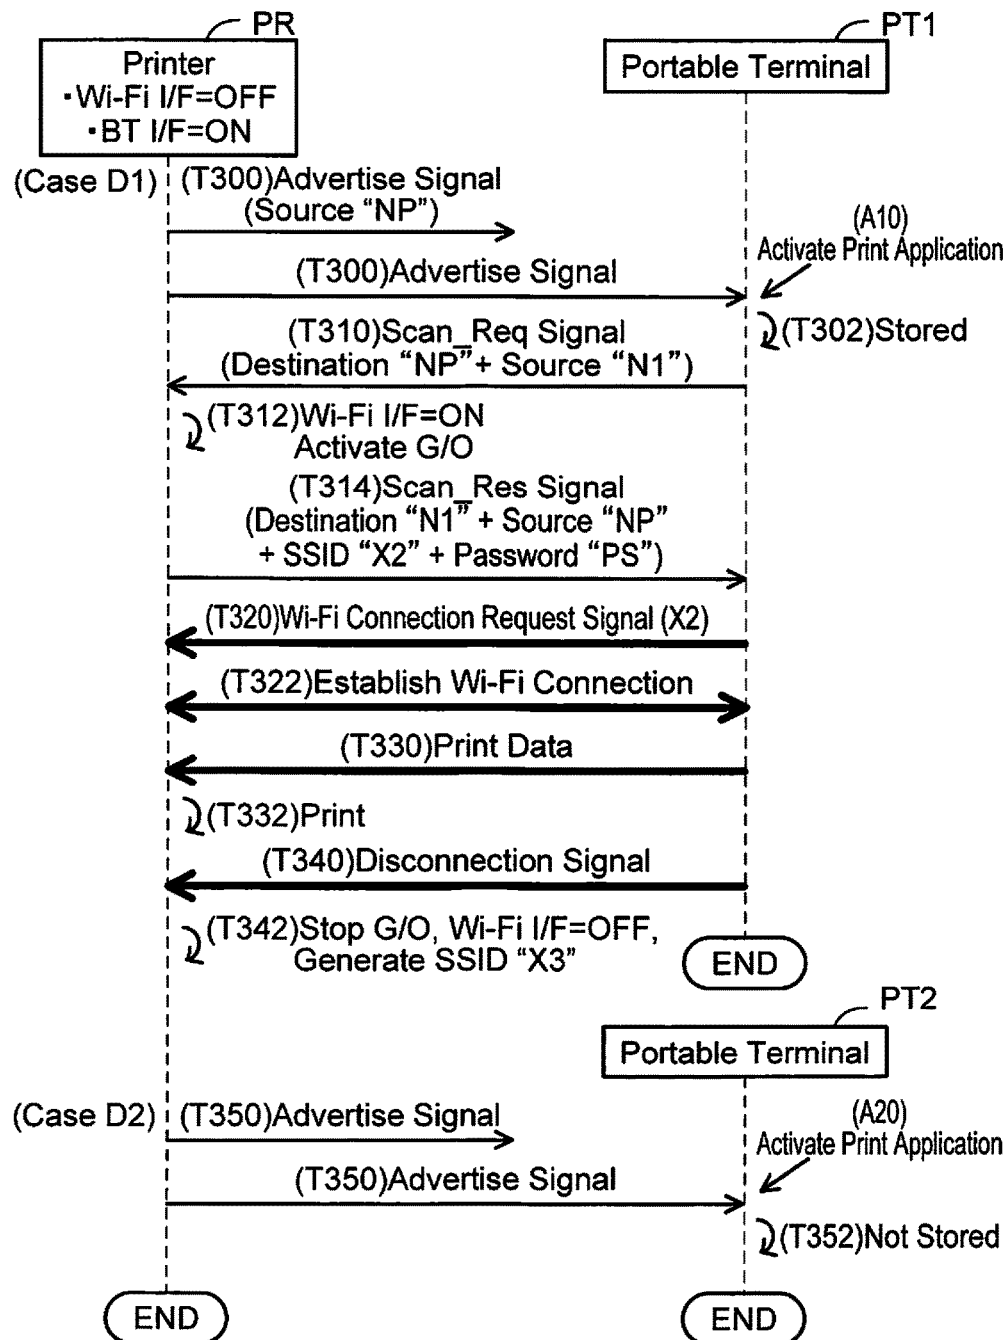 PR
PT1
Printer
・Wi-Fi I/F=OFF
・BT I/F=ON
Portable Terminal
(Case D1)
(T300)Advertise Signal
(Source “NP”)
(A10)
Activate Print Application
(T300)Advertise Signal
(T302)Stored
(T310)Scan_Req Signal
(Destination “NP”+ Source “N1”)
(T312)Wi-Fi I/F=ON
Activate G/O
(T314)Scan_Res Signal
(Destination “N1” + Source “NP”
+ SSID “X2” + Password “PS”)
(T320)Wi-Fi Connection Request Signal (X2)
(T322)Establish Wi-Fi Connection
(T330)Print Data
(T332)Print
(T340)Disconnection Signal
(T342)Stop G/O, Wi-Fi I/F=OFF,
Generate SSID “X3”
END
PT2
Portable Terminal
(Case D2)
(T350)Advertise Signal
(A20)
Activate Print Application
(T350)Advertise Signal
(T352)Not Stored
END
END